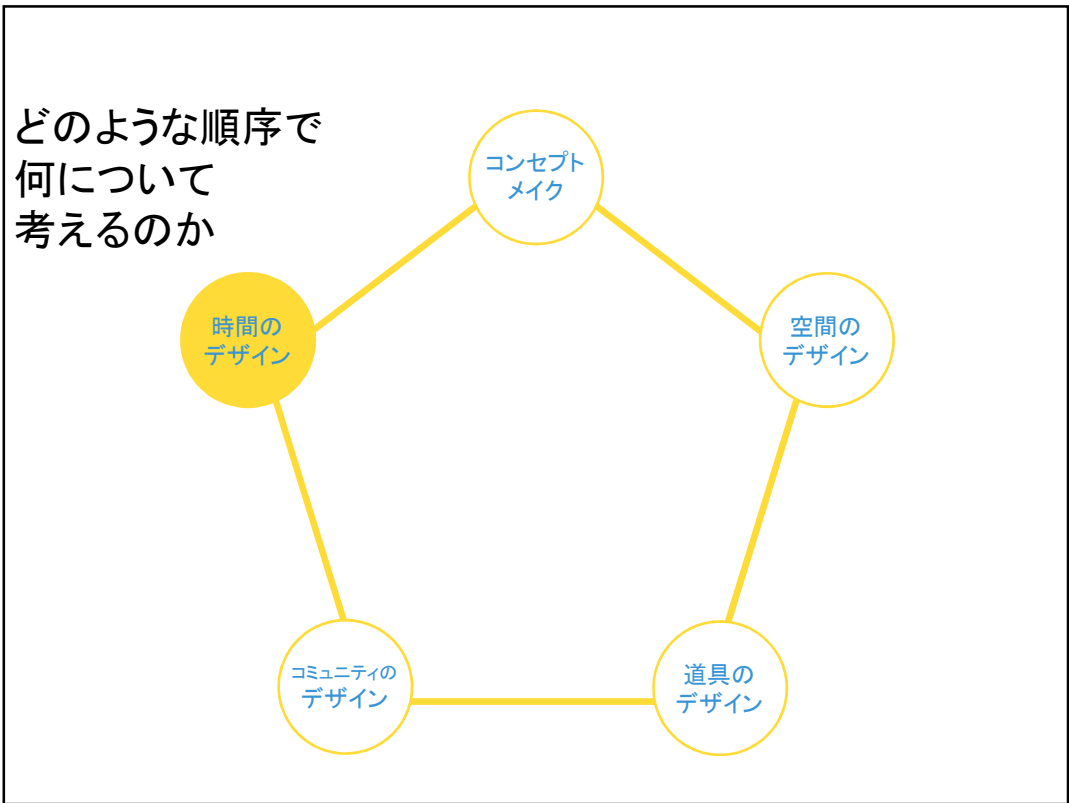 どのような順序で
何について
考えるのか
コンセプト
メイク
時間の
デザイン
空間の
デザイン
コミュニティの
デザイン
道具の
デザイン